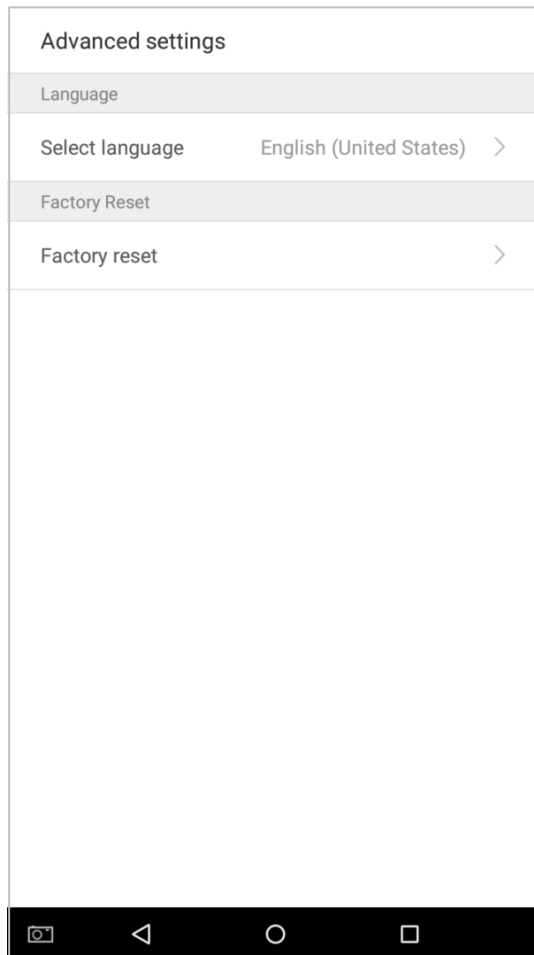 Advanced settings
Language
Select language English (United States)
Factory Reset
Factory reset